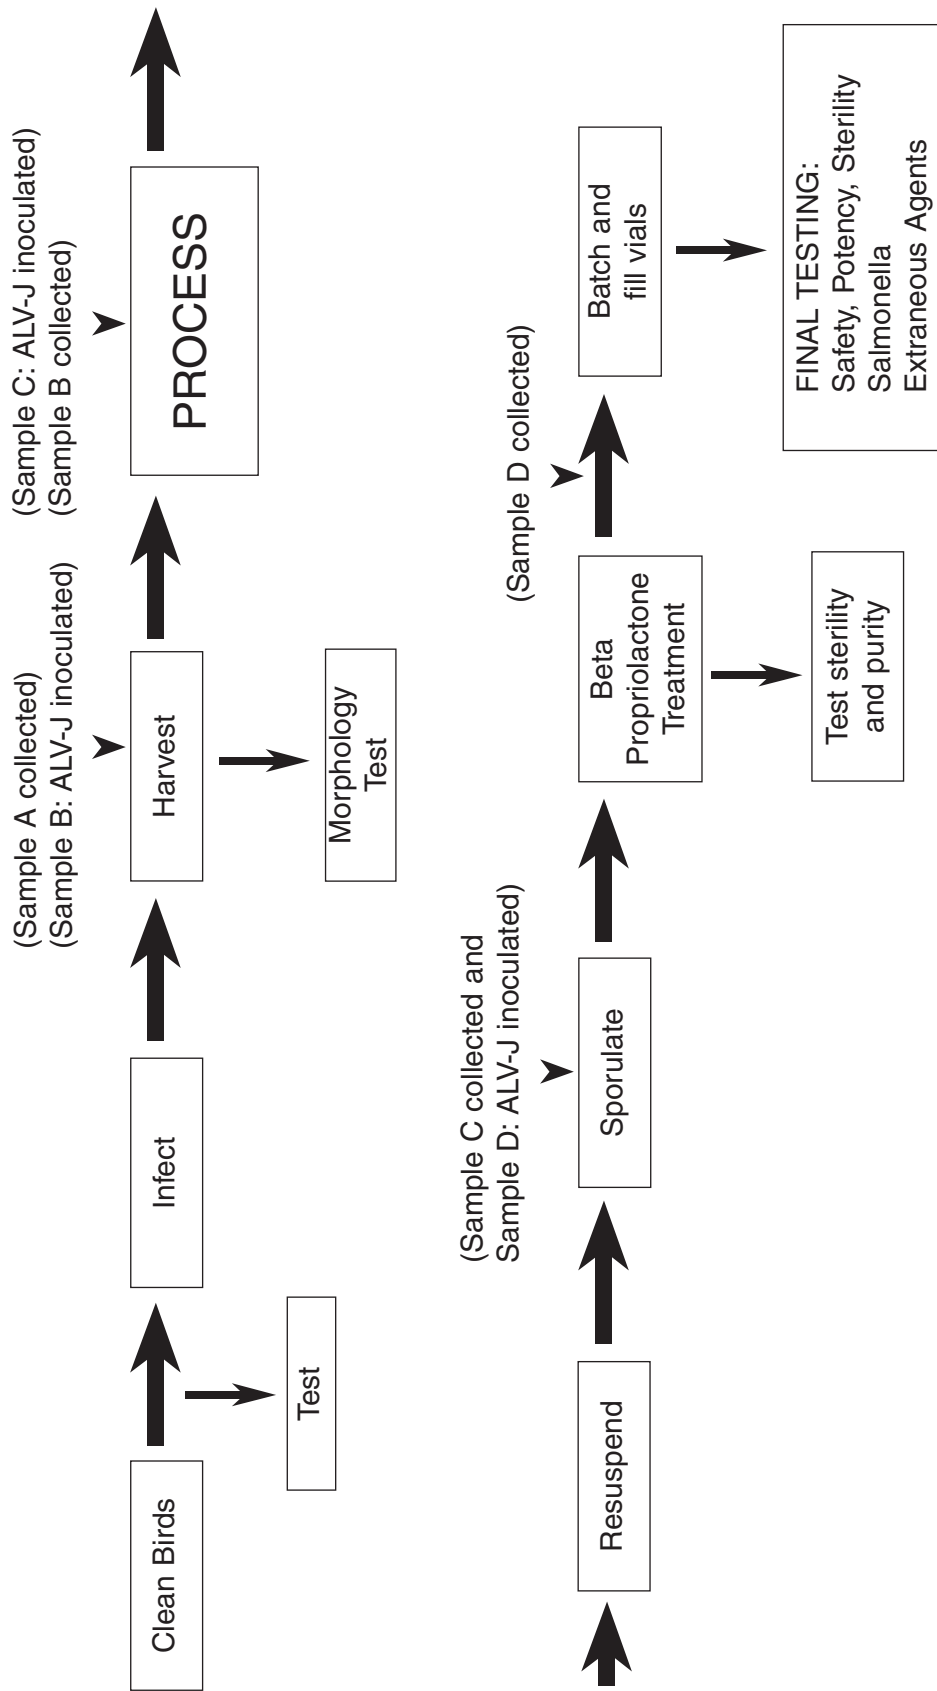 Clean Birds
Test
Infect
(Sample A collected)
(Sample B: ALV-J inoculated)
Harvest
Morphology
Test
(Sample C: ALV-J inoculated)
(Sample B collected)
PROCESS
Resuspend
(Sample C collected and
Sample D: ALV-J inoculated)
Sporulate
Beta
Propriolactone
Treatment
Test sterility
and purity
(Sample D collected)
Batch and
fill vials
FINAL TESTING:
Safety, Potency, Sterility
Salmonella
Extraneous Agents